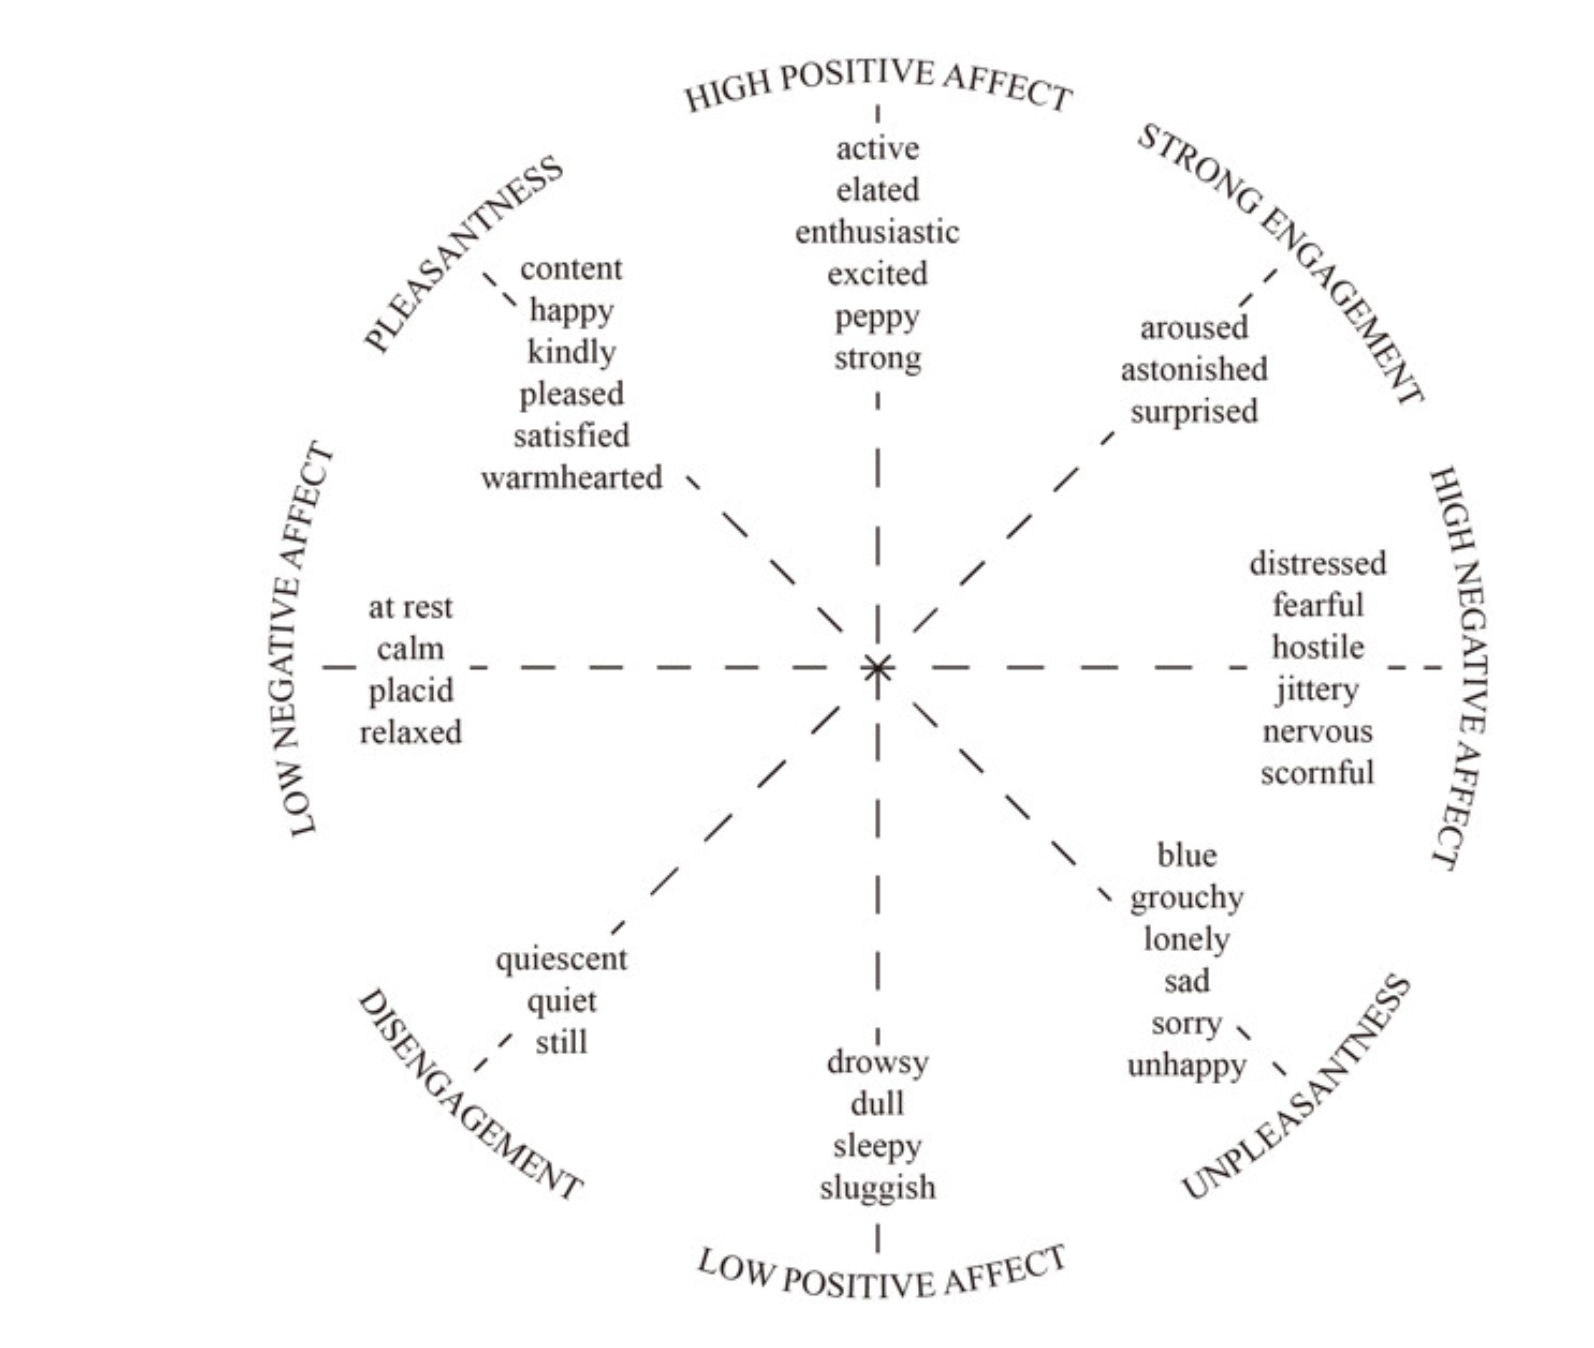 HIGH POSITIVE AFFECT
active
elated
enthusiastic
excited
peppy
strong
STRONG ENGAGEMENT
aroused
astonished
surprised
HIGH NEGATIVE AFFECT
distressed
fearful
hostile
jittery
nervous
scornful
UNPLEASANTNESS
blue
grouchy
lonely
sad
sorry
unhappy
LOW POSITIVE AFFECT
drowsy
dull
sleepy
sluggish
DISENGAGEMENT
quiescent
quiet
still
LOW NEGATIVE AFFECT
at rest
calm
placid
relaxed
PLEASANTNESS
content
happy
kindly
pleased
satisfied
warmhearted